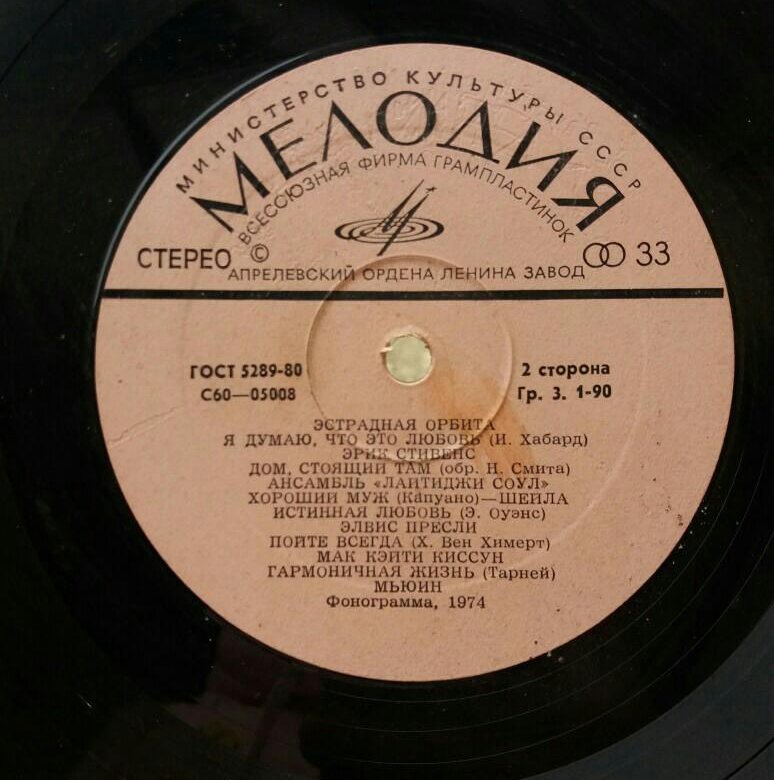 МИНИСТЕРСТВО КУЛЬТУРЫ СССР
МЕЛОДИЯ
ВСЕСОЮЗНАЯ ФИРМА ГРАМПЛАСТИНОК
СТЕРЕО © 33
АПРЕЛЕВСКИЙ ОРДЕНА ЛЕНИНА ЗАВОД
ГОСТ 5289-80 2 сторона
С60—05008 Гр. 3. 1-90
ЭСТРАДНАЯ ОРБИТА
Я ДУМАЮ, ЧТО ЭТО ЛЮБОВЬ (И. Хабард)
ЭРИК СТИВЕНС
ДОМ, СТОЯЩИЙ ТАМ (обр. Н. Смита)
АНСАМБЛЬ «ЛАЙТИДЖИ СОУЛ»
ХОРОШИЙ МУЖ (Капуано)—ШЕЙЛА
ИСТИННАЯ ЛЮБОВЬ (Э. Оуэнс)
ЭЛВИС ПРЕСЛИ
ПОЙТЕ ВСЕГДА (Х. Вен Химерт)
МАК КЭЙТИ КИССУН
ГАРМОНИЧНАЯ ЖИЗНЬ (Тарней)
МЬЮИН
Фонограмма, 1974